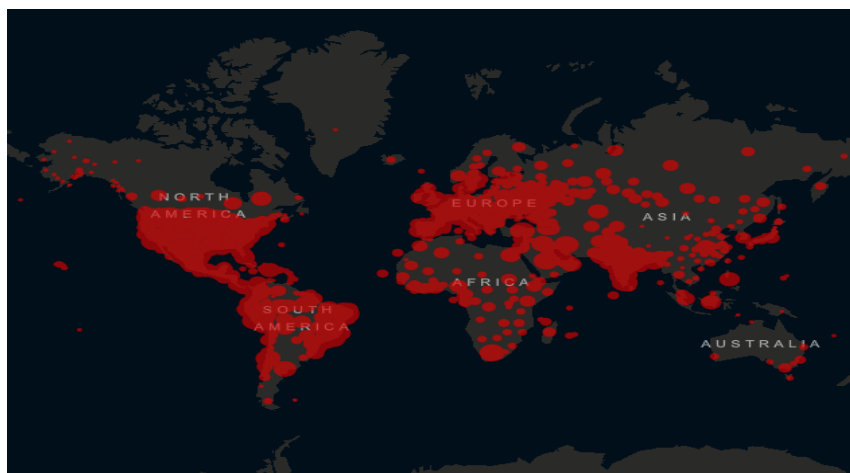 NORTH
AMERICA
EUROPE
ASIA
AFRICA
SOUTH
AMERICA
AUSTRALIA